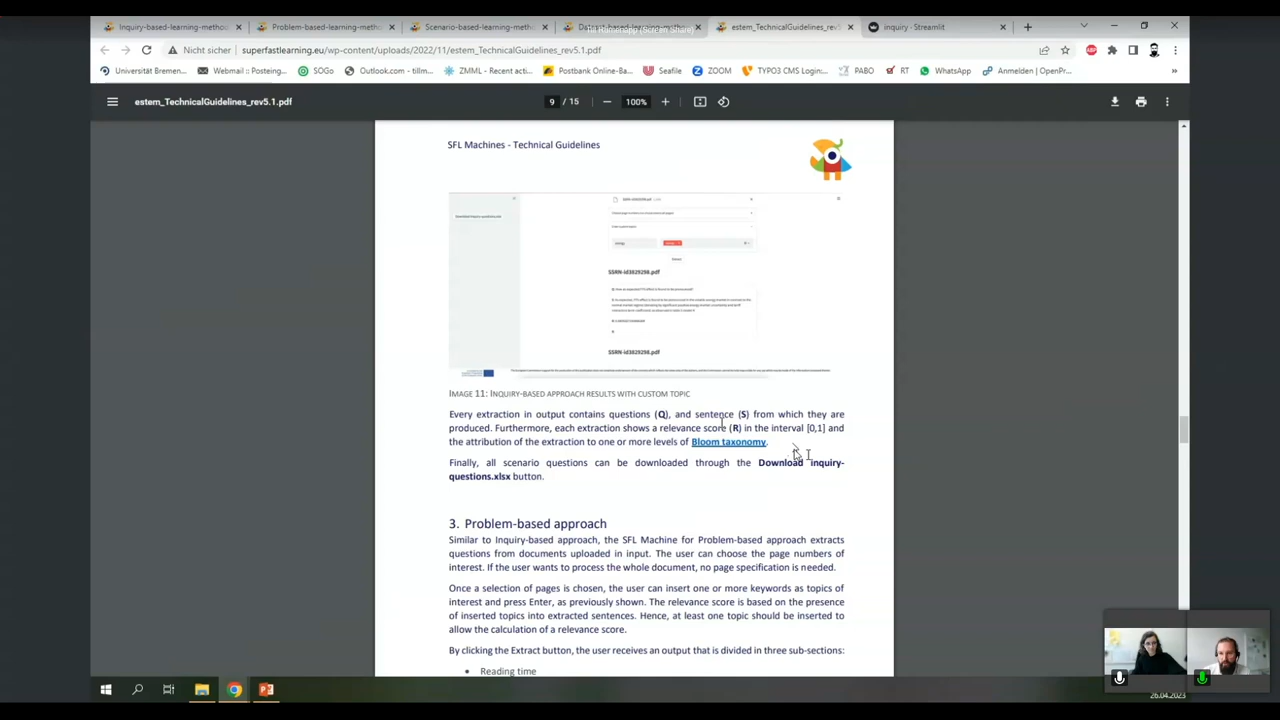 Inquiry-based-learning-metho
Problem-based-learning-meth
Scenario-based-learning-meth
estem_TechnicalGuidelines_rev5
inquiry - Streamlit
(Screen Share)
Nicht sicher
superfastlearning.eu/wp-content/uploads/2022/11/estem_TechnicalGuidelines_rev5.1.pdf
Universität Bremen...
Webmail :: Posteing...
SOGo
Outlook.com - tillm...
ZMML - Recent acti...
Postbank Online-Ba...
Seafile
ZOOM
TYPO3 CMS Login:...
PABO
RT
WhatsApp
Anmelden | OpenPr...
estem_TechnicalGuidelines_rev5.1.pdf
9 / 15
100%
SFL Machines - Technical Guidelines
energy
SSRN-id3829298.pdf
SSRN-id3829298.pdf
IMAGE 11: INQUIRY-BASED APPROACH RESULTS WITH CUSTOM TOPIC
Every extraction in output contains questions (Q), and sentence (S) from which they are
produced. Furthermore, each extraction shows a relevance score (R) in the interval [0,1] and
the attribution of the extraction to one or more levels of Bloom taxonomy.
Finally, all scenario questions can be downloaded through the Download inquiry-
questions.xlsx button.
3. Problem-based approach
Similar to Inquiry-based approach, the SFL Machine for Problem-based approach extracts
questions from documents uploaded in input. The user can choose the page numbers of
interest. If the user wants to process the whole document, no page specification is needed.
Once a selection of pages is chosen, the user can insert one or more keywords as topics of
interest and press Enter, as previously shown. The relevance score is based on the presence
of inserted topics into extracted sentences. Hence, at least one topic should be inserted to
allow the calculation of a relevance score.
By clicking the Extract button, the user receives an output that is divided in three sub-sections:
• Reading time
26.04.2023